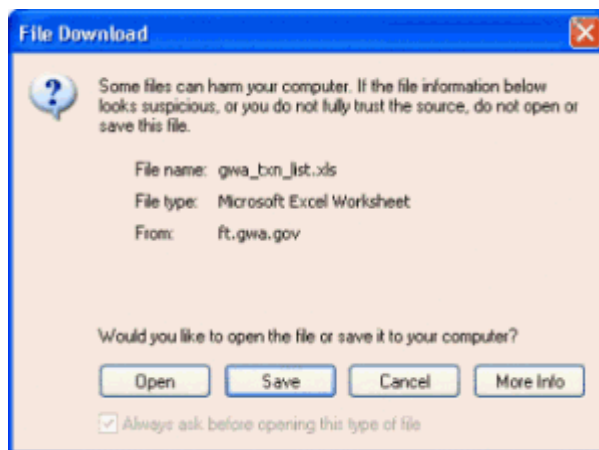 File Download
Some files can harm your computer. If the file information below
looks suspicious, or you do not fully trust the source, do not open or
save this file.
File name: gwa_txn_list.xls
File type: Microsoft Excel Worksheet
From: ft.gwa.gov
Would you like to open the file or save it to your computer?
Open Save Cancel More Info
Always ask before opening this type of file